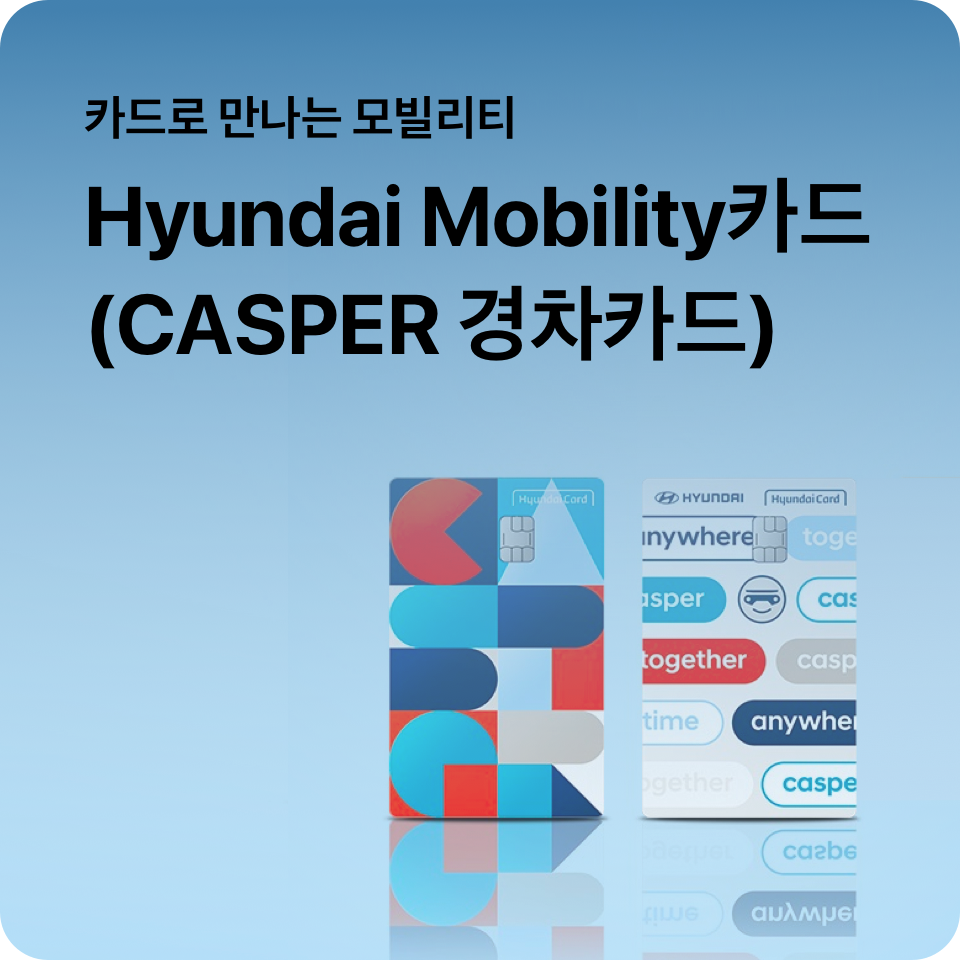 카드로 만나는 모빌리티
Hyundai Mobility카드
(CASPER 경차카드)
HyundaiCard
HYUNDAI HyundaiCard
anywhere toge
asper cas
together casp
time anywher
ogether caspe